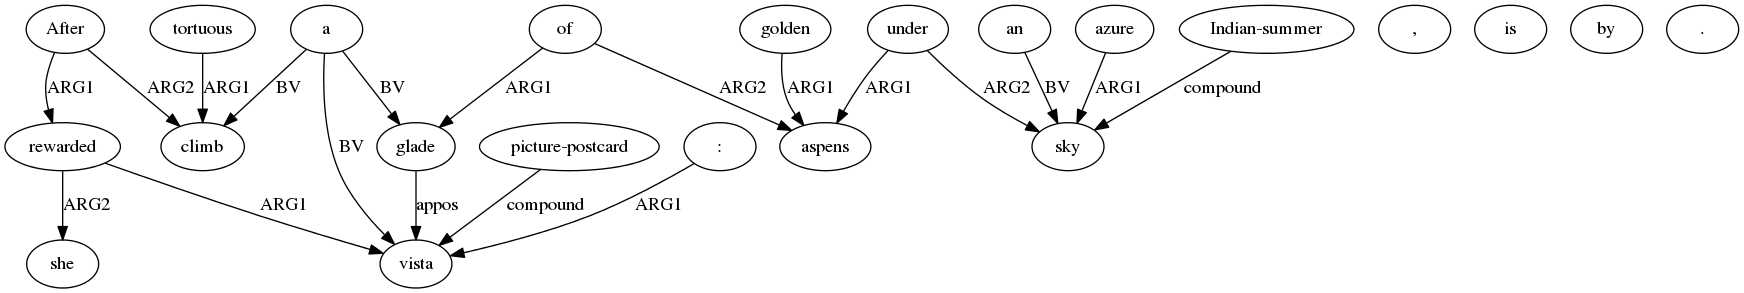 After tortuous a of golden under an azure Indian-summer , is by .
ARG1 ARG2 ARG1 BV BV ARG1 ARG2 ARG1 ARG1 ARG2 BV ARG1 compound
rewarded climb BV glade picture-postcard : aspens sky
ARG2 ARG1 appos compound ARG1
she vista